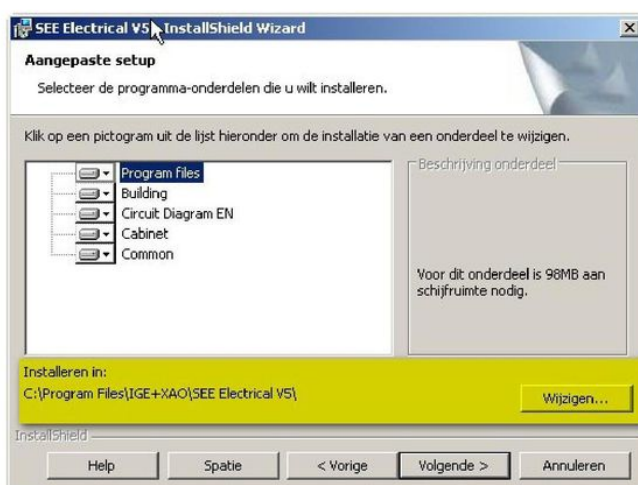 SEE Electrical V5 - InstallShield Wizard
Aangepaste setup
Selecteer de programma-onderdelen die u wilt installeren.
Klik op een pictogram uit de lijst hieronder om de installatie van een onderdeel te wijzigen.
Program files
Building
Circuit Diagram EN
Cabinet
Common
Beschrijving onderdeel
Voor dit onderdeel is 98MB aan
schijfruimte nodig.
Installeren in:
C:\Program Files\IGE+XAO\SEE Electrical V5\
Wijzigen...
InstallShield
Help
Spatie
< Vorige
Volgende >
Annuleren